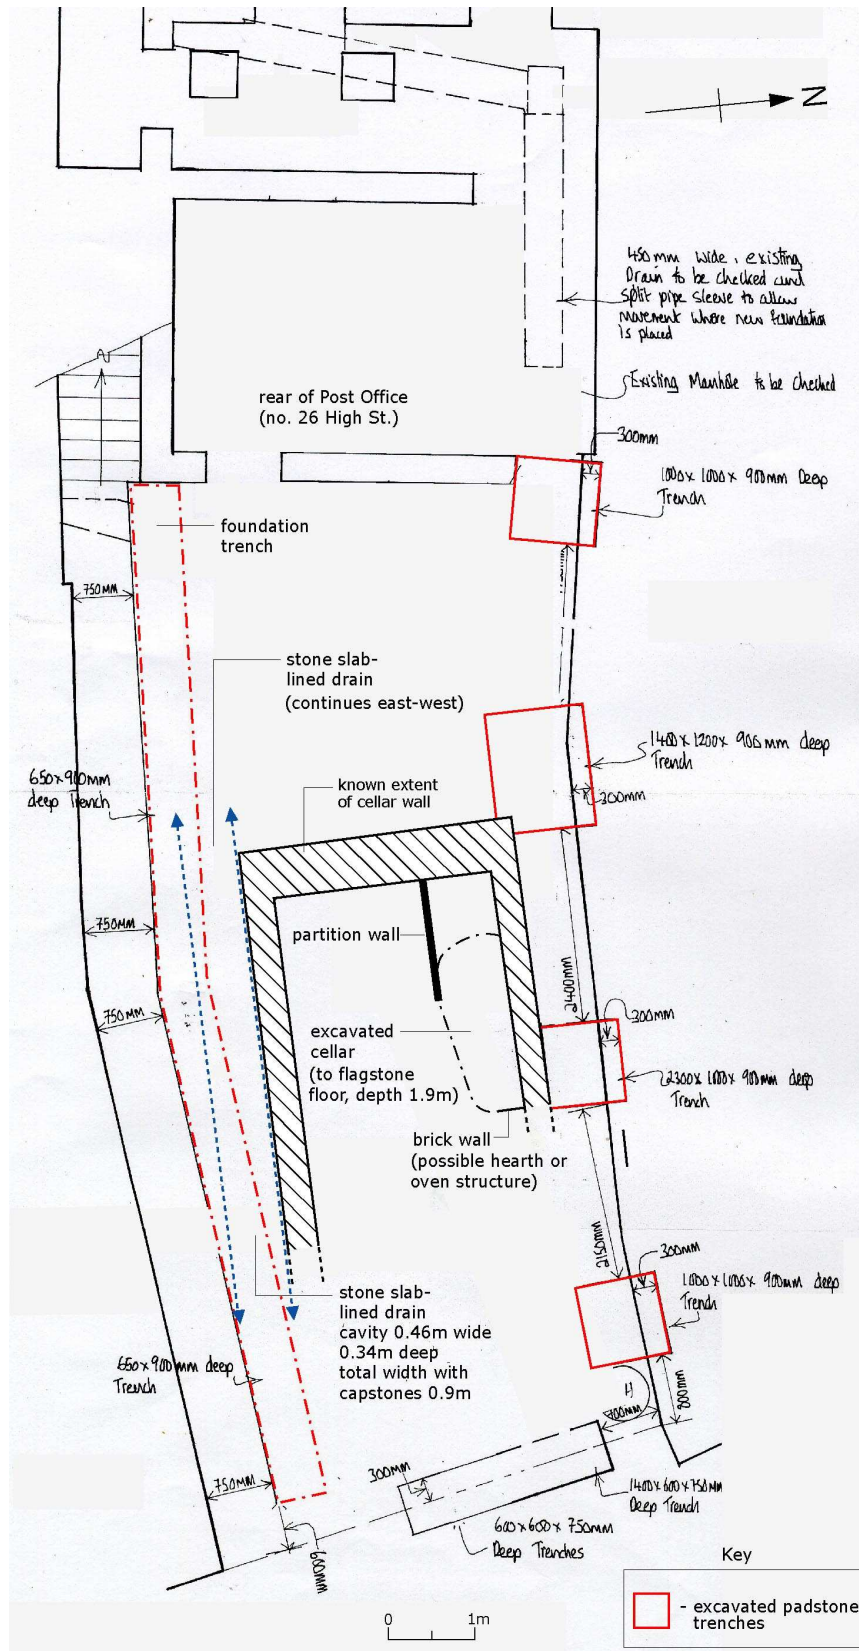 N
450mm wide, existing
Drain to be checked and
split pipe sleeve to allow
movement where new foundation
is placed
Existing Manhole to be checked
rear of Post Office
(no. 26 High St.)
300mm
1000 x 1000 x 900mm Deep
Trench
foundation
trench
750MM
stone slab-
lined drain
(continues east-west)
1400 x 1200 x 900mm deep
Trench
300MM
650 x 900mm
deep Trench
known extent
of cellar wall
750MM
partition wall
2400MM
750MM
300MM
excavated
cellar
(to flagstone
floor, depth 1.9m)
2300 x 1000 x 900mm deep
Trench
brick wall
(possible hearth or
oven structure)
2150MM
300MM
1000 x 1000 x 900mm deep
Trench
stone slab-
lined drain
cavity 0.46m wide
0.34m deep
total width with
capstones 0.9m
650 x 900mm deep
Trench
H
700MM
800MM
750MM
300MM
1400 x 600 x 750MM
Deep Trench
600 x 600 x 750MM
Deep Trenches
600MM
Key
- excavated padstone
trenches
0 1m